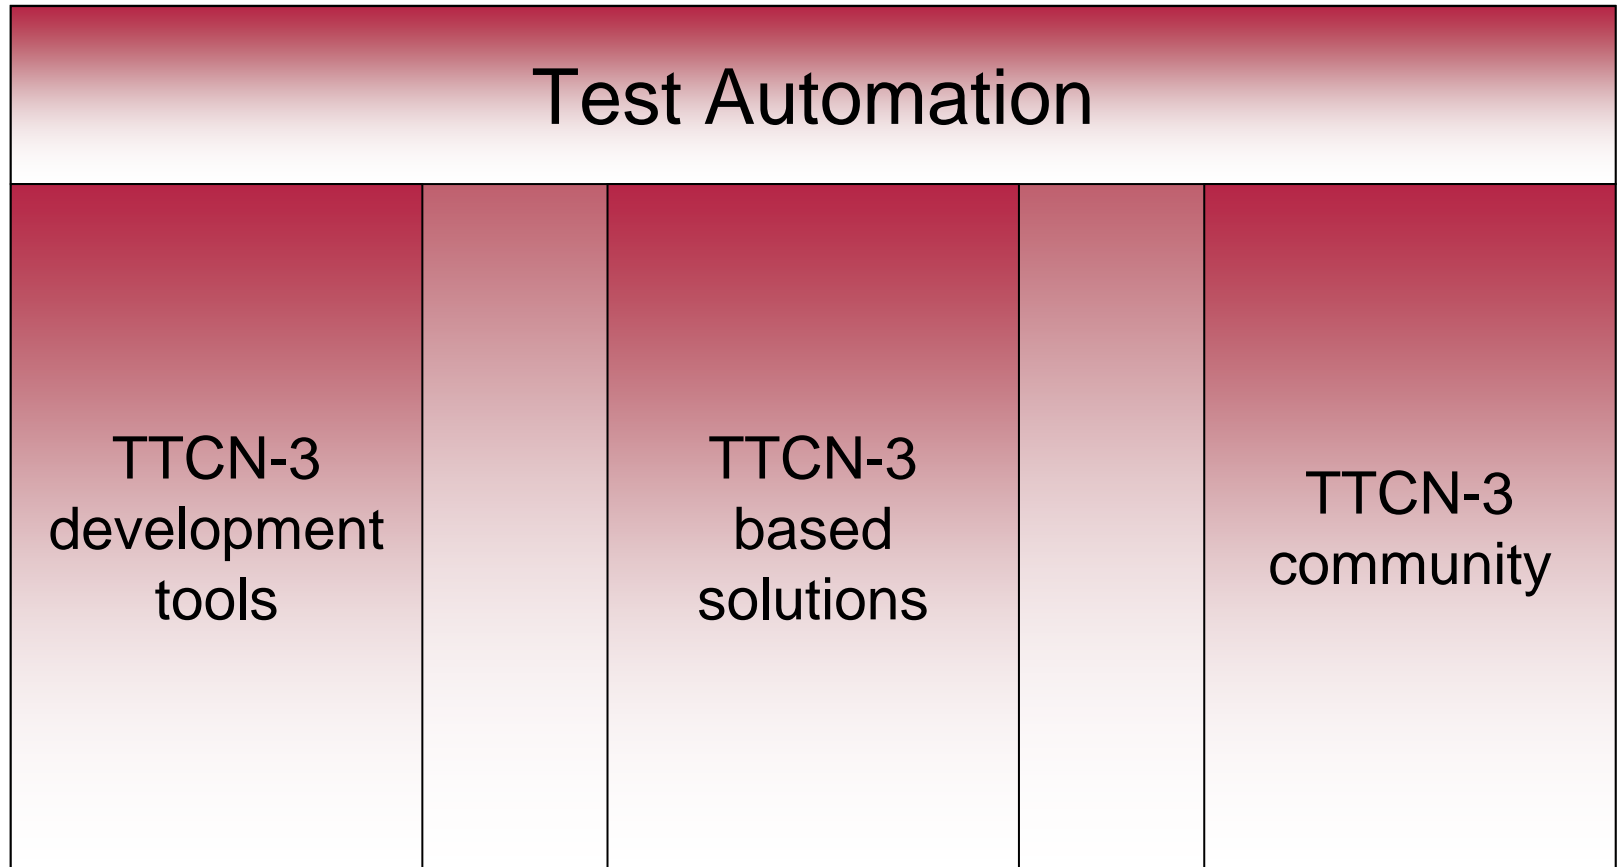 Test Automation
TTCN-3
development
tools
TTCN-3
based
solutions
TTCN-3
community